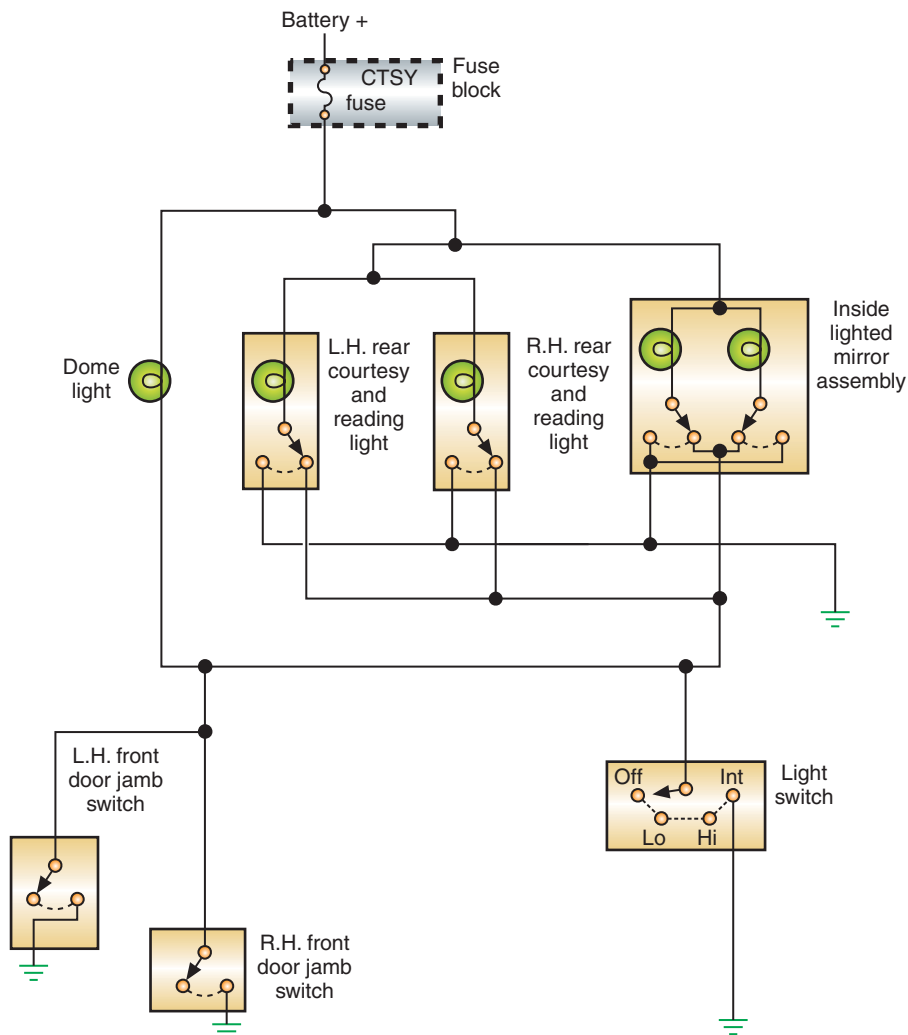 Battery +
CTSY
fuse
Fuse
block
Dome
light
L.H. rear
courtesy
and
reading
light
R.H. rear
courtesy
and
reading
light
Inside
lighted
mirror
assembly
L.H. front
door jamb
switch
R.H. front
door jamb
switch
Off
Int
Lo
Hi
Light
switch